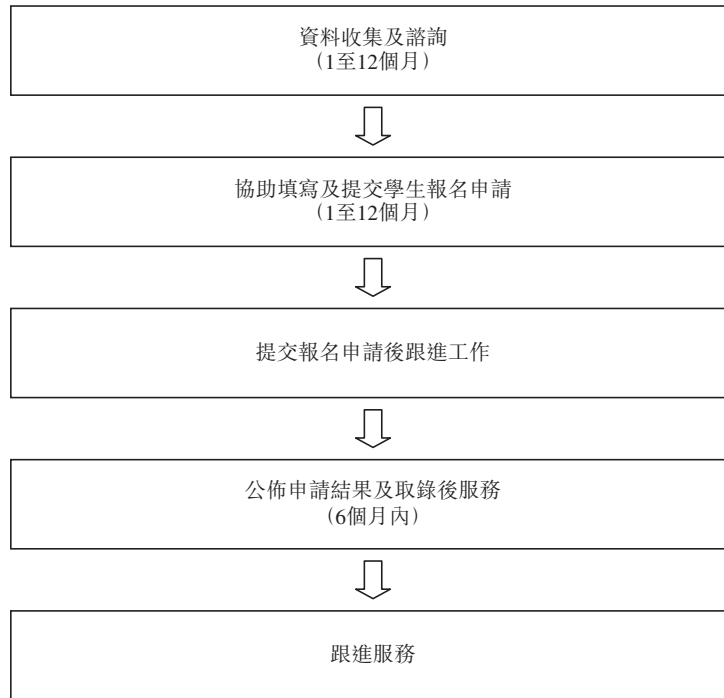 資料收集及諮詢
（1至12個月）
協助填寫及提交學生報名申請
（1至12個月）
提交報名申請後跟進工作
公佈申請結果及取錄後服務
（6個月內）
跟進服務